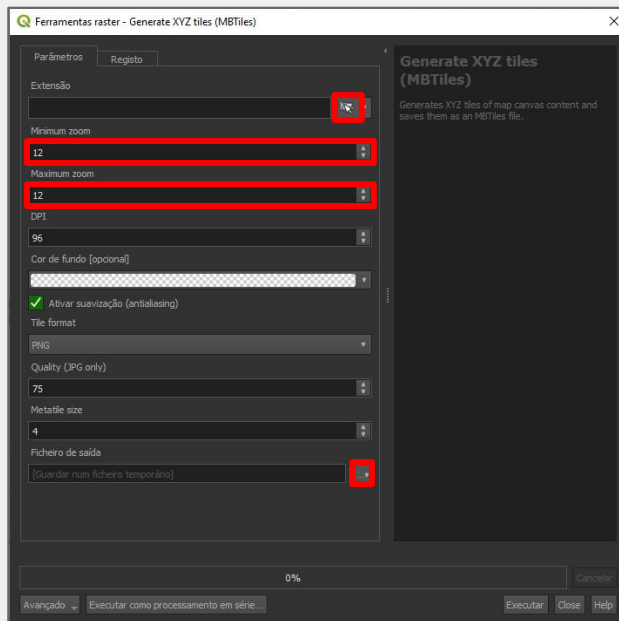 Ferramentas raster - Generate XYZ tiles (MBTiles)
Parâmetros
Registo
Extensão
Minimum zoom
12
Maximum zoom
12
DPI
96
Cor de fundo [opcional]
Ativar suavização (antialiasing)
Tile format
PNG
Quality (JPG only)
75
Metatile size
4
Ficheiro de saída
[Guardar num ficheiro temporário]
...
Generate XYZ tiles
(MBTiles)
Generates XYZ tiles of map canvas content and
saves them as an MBTiles file.
0%
Cancelar
Avançado
Executar como processamento em série...
Executar
Close
Help